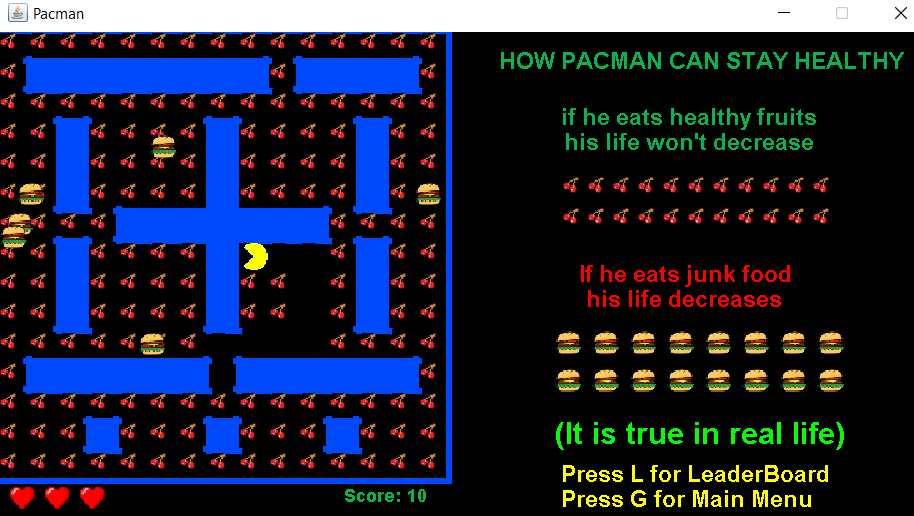 Pacman
HOW PACMAN CAN STAY HEALTHY
if he eats healthy fruits
his life won't decrease
If he eats junk food
his life decreases
(It is true in real life)
Press L for LeaderBoard
Press G for Main Menu
Score: 10